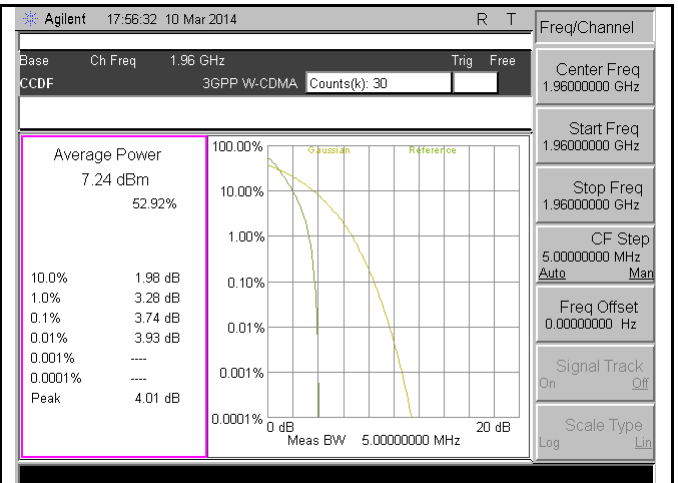 Agilent 17:56:32 10 Mar 2014 R T
Freq/Channel
Base Ch Freq 1.96 GHz Trig Free
CCDF 3GPP W-CDMA Counts(k): 30
Center Freq
1.96000000 GHz
Start Freq
1.96000000 GHz
Stop Freq
1.96000000 GHz
CF Step
5.00000000 MHz
Auto Man
Freq Offset
0.00000000 Hz
Signal Track
On Off
Scale Type
Log Lin
Average Power
7.24 dBm
52.92%
10.0% 1.98 dB
1.0% 3.28 dB
0.1% 3.74 dB
0.01% 3.93 dB
0.001% ----
0.0001% ----
Peak 4.01 dB
Gaussian Reference
100.00%
10.00%
1.00%
0.10%
0.01%
0.001%
0.0001%
0 dB 20 dB
Meas BW 5.00000000 MHz